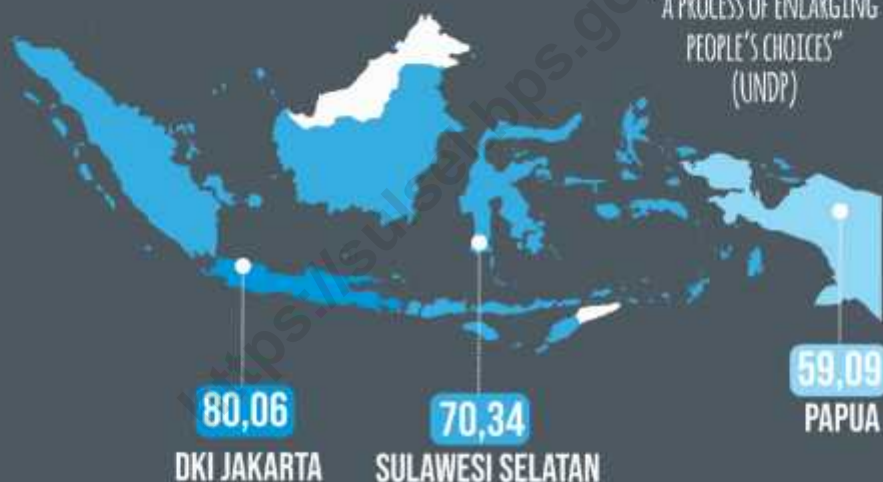 "A PROCESS OF ENLARGING
PEOPLE'S CHOICES"
(UNDP)
80,06
DKI JAKARTA
70,34
SULAWESI SELATAN
59,09
PAPUA